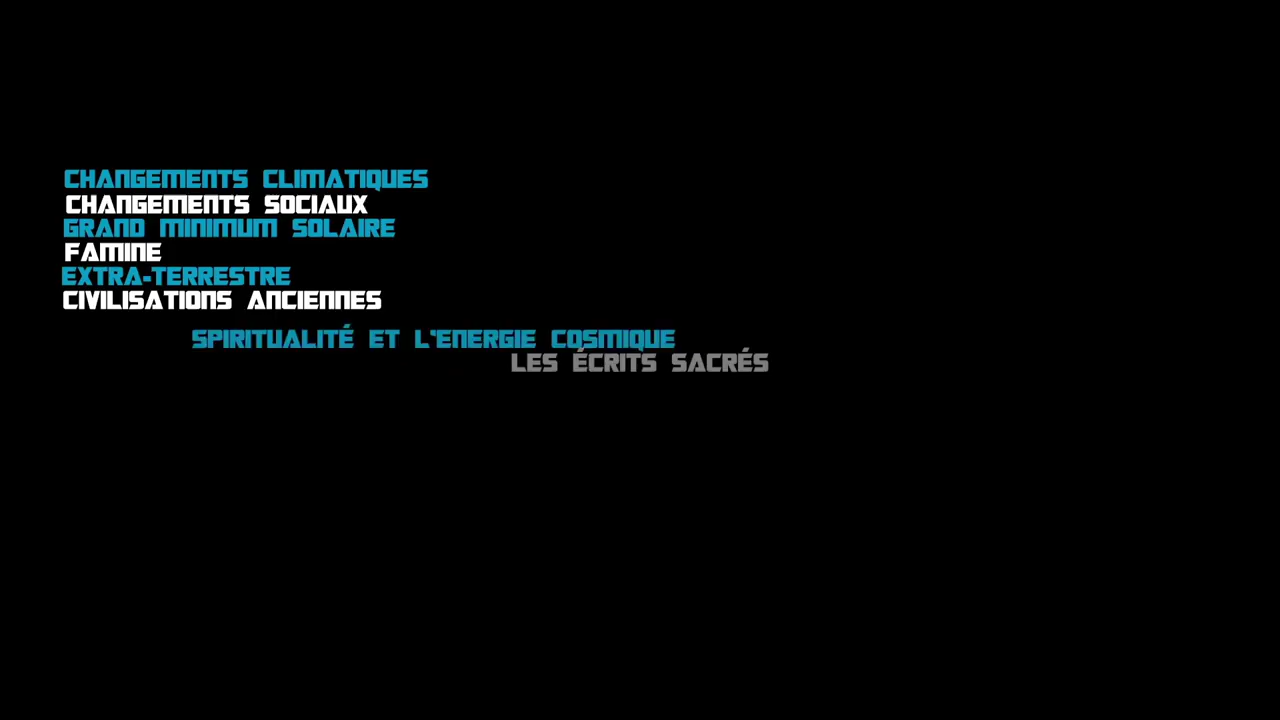 CHANGEMENTS CLIMATIQUES
CHANGEMENTS SOCIAUX
GRAND MINIMUM SOLAIRE
FAMINE
EXTRA-TERRESTRE
CIVILISATIONS ANCIENNES
SPIRITUALITÉ ET L'ENERGIE COSMIQUE
LES ÉCRITS SACRÉS